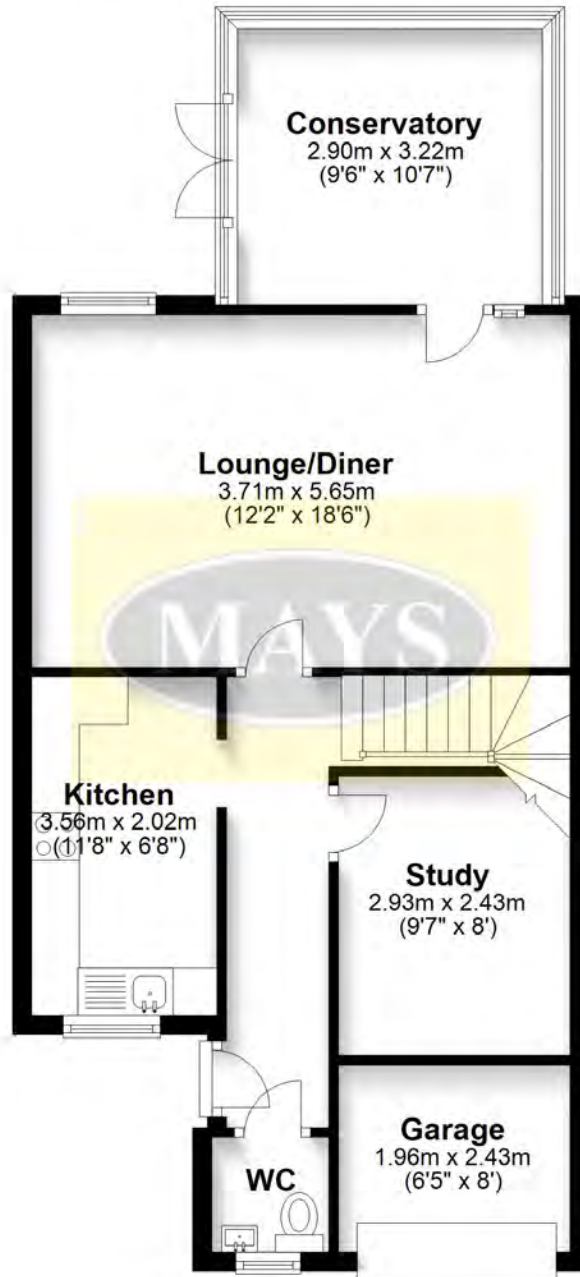 Conservatory
2.90m x 3.22m
(9'6" x 10'7")
Lounge/Diner
3.71m x 5.65m
(12'2" x 18'6")
MAYS
Kitchen
3.56m x 2.02m
(11'8" x 6'8")
Study
2.93m x 2.43m
(9'7" x 8')
Garage
1.96m x 2.43m
(6'5" x 8')
WC